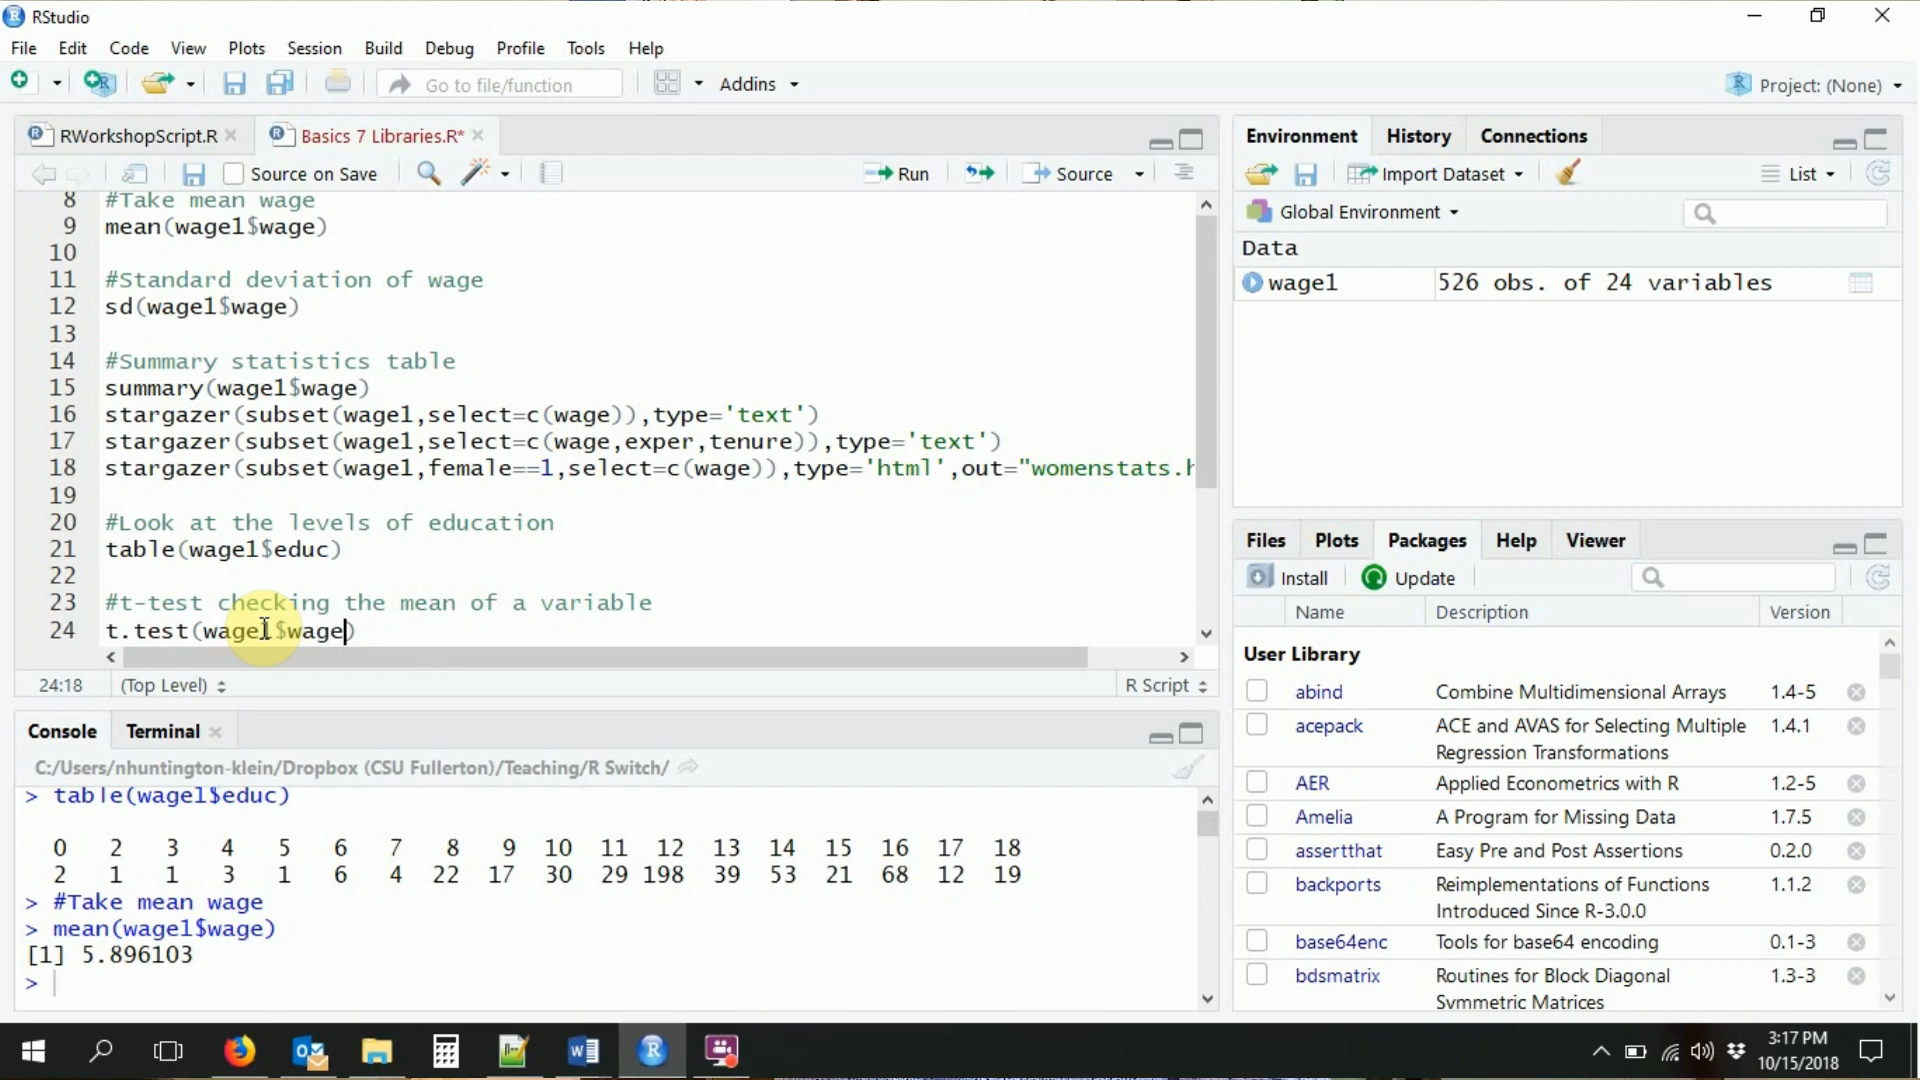 RStudio
File Edit Code View Plots Session Build Debug Profile Tools Help
Go to file/function Addins Project: (None)
RWorkshopScript.R Basics 7 Libraries.R*
Source on Save Run Source
8 #Take mean wage
9 mean(wage1$wage)
10
11 #Standard deviation of wage
12 sd(wage1$wage)
13
14 #Summary statistics table
15 summary(wage1$wage)
16 stargazer(subset(wage1,select=c(wage)),type='text')
17 stargazer(subset(wage1,select=c(wage,exper,tenure)),type='text')
18 stargazer(subset(wage1,female==1,select=c(wage)),type='html',out="womenstats.h
19
20 #Look at the levels of education
21 table(wage1$educ)
22
23 #t-test checking the mean of a variable
24 t.test(wage1$wage)
24:18 (Top Level) R Script
Console Terminal
C:/Users/nhuntington-klein/Dropbox (CSU Fullerton)/Teaching/R Switch/
> table(wage1$educ)
0 2 3 4 5 6 7 8 9 10 11 12 13 14 15 16 17 18
2 1 1 3 1 6 4 22 17 30 29 198 39 53 21 68 12 19
> #Take mean wage
> mean(wage1$wage)
[1] 5.896103
>
Environment History Connections
Import Dataset List
Global Environment
Data
wage1 526 obs. of 24 variables
Files Plots Packages Help Viewer
Install Update
Name Description Version
User Library
abind Combine Multidimensional Arrays 1.4-5
acepack ACE and AVAS for Selecting Multiple 1.4.1
Regression Transformations
AER Applied Econometrics with R 1.2-5
Amelia A Program for Missing Data 1.7.5
assertthat Easy Pre and Post Assertions 0.2.0
backports Reimplementations of Functions 1.1.2
Introduced Since R-3.0.0
base64enc Tools for base64 encoding 0.1-3
bdsmatrix Routines for Block Diagonal 1.3-3
Symmetric Matrices
3:17 PM
10/15/2018